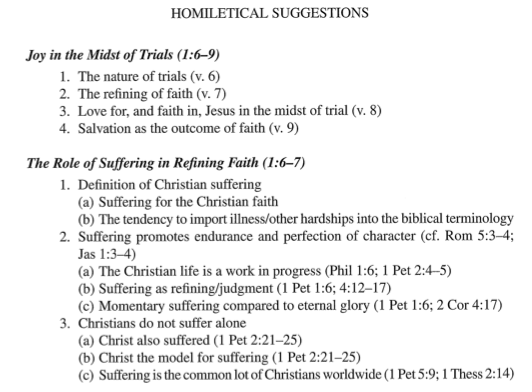 HOMILETICAL SUGGESTIONS
Joy in the Midst of Trials (1:6–9)
1. The nature of trials (v. 6)
2. The refining of faith (v. 7)
3. Love for, and faith in, Jesus in the midst of trial (v. 8)
4. Salvation as the outcome of faith (v. 9)
The Role of Suffering in Refining Faith (1:6–7)
1. Definition of Christian suffering
(a) Suffering for the Christian faith
(b) The tendency to import illness/other hardships into the biblical terminology
2. Suffering promotes endurance and perfection of character (cf. Rom 5:3–4;
Jas 1:3–4)
(a) The Christian life is a work in progress (Phil 1:6; 1 Pet 2:4–5)
(b) Suffering as refining/judgment (1 Pet 1:6; 4:12–17)
(c) Momentary suffering compared to eternal glory (1 Pet 1:6; 2 Cor 4:17)
3. Christians do not suffer alone
(a) Christ also suffered (1 Pet 2:21–25)
(b) Christ the model for suffering (1 Pet 2:21–25)
(c) Suffering is the common lot of Christians worldwide (1 Pet 5:9; 1 Thess 2:14)